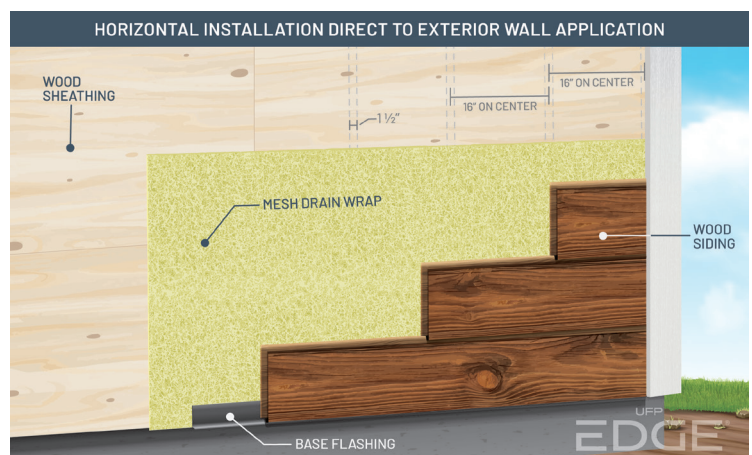 HORIZONTAL INSTALLATION DIRECT TO EXTERIOR WALL APPLICATION
WOOD
SHEATHING
16” ON CENTER
16” ON CENTER
1 ½”
MESH DRAIN WRAP
WOOD
SIDING
BASE FLASHING
UFP
EDGE